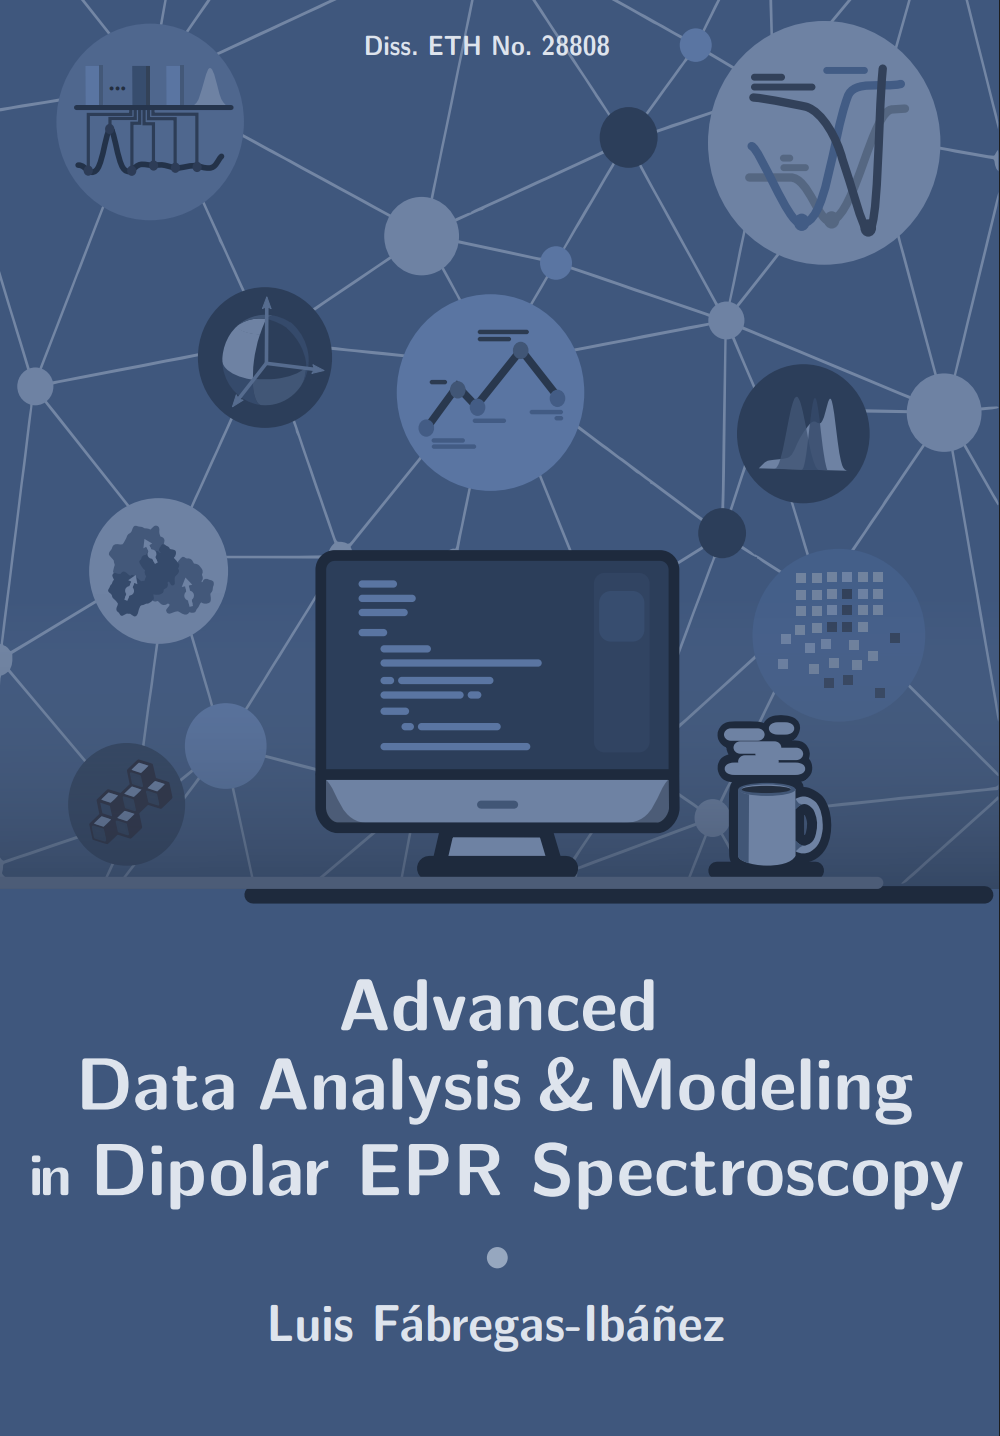 Diss. ETH No. 28808
Advanced
Data Analysis & Modeling
in Dipolar EPR Spectroscopy
Luis Fábregas-Ibáñez